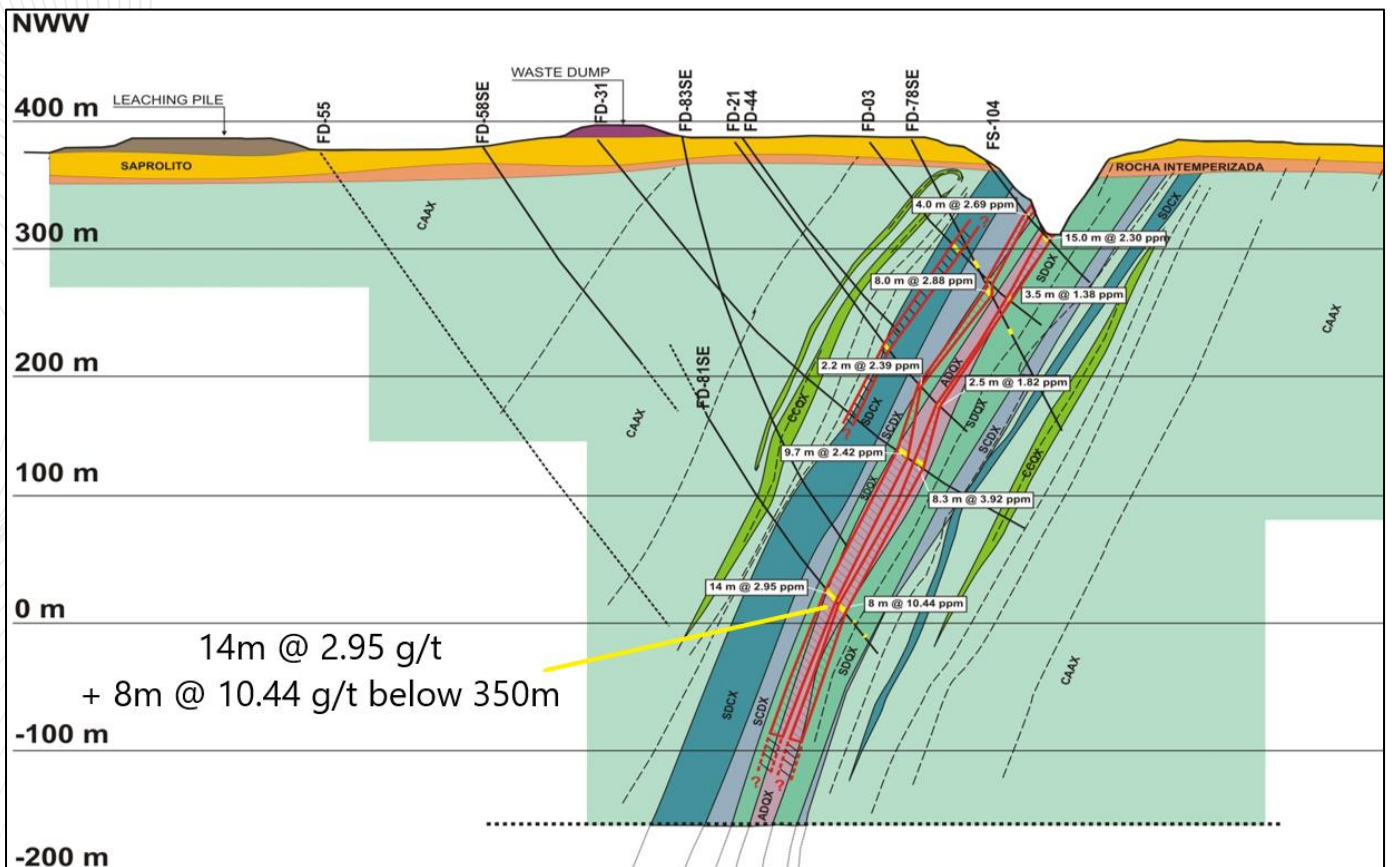 NWW
WASTE DUMP
LEACHING PILE
400 m
FD-55
FD-58SE
FD-31
FD-83SE
FD-21
FD-44
FD-03
FD-78SE
FS-104
SAPROLITO
ROCHA INTEMPERIZADA
CAAX
SDCX
4.0 m @ 2.69 ppm
300 m
15.0 m @ 2.30 ppm
SDQX
8.0 m @ 2.88 ppm
3.5 m @ 1.38 ppm
?
CAAX
200 m
FD-81SE
2.2 m @ 2.39 ppm
ADQX
2.5 m @ 1.82 ppm
CAAX
CCQX
SDCX
SCDX
SDQX
SCDX
CCQX
?
9.7 m @ 2.42 ppm
SDQX
100 m
8.3 m @ 3.92 ppm
14 m @ 2.95 ppm
8 m @ 10.44 ppm
0 m
14m @ 2.95 g/t
+ 8m @ 10.44 g/t below 350m
SDQX
CAAX
SDCX
SCDX
-100 m
?
?
ADQX
-200 m